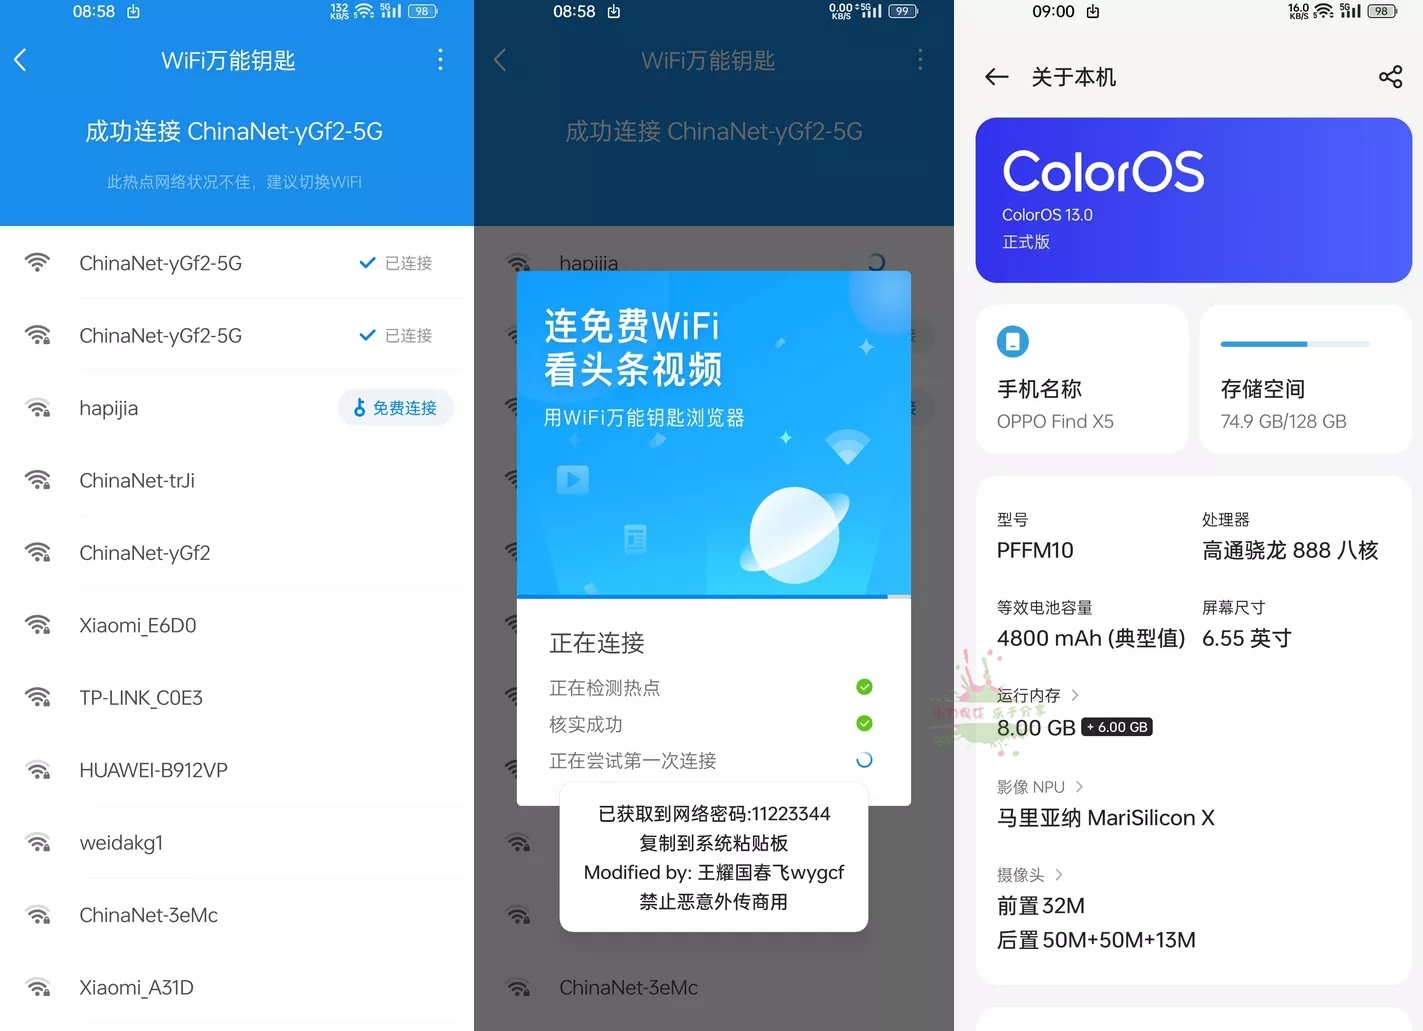 08:58
132 KB/S
5G
98
WiFi万能钥匙
成功连接 ChinaNet-yGf2-5G
此热点网络状况不佳，建议切换WiFi
ChinaNet-yGf2-5G 已连接
ChinaNet-yGf2-5G 已连接
hapijia 免费连接
ChinaNet-trJi
ChinaNet-yGf2
Xiaomi_E6D0
TP-LINK_C0E3
HUAWEI-B912VP
weidakg1
ChinaNet-3eMc
Xiaomi_A31D
08:58
0.00 KB/S
5G
99
WiFi万能钥匙
成功连接 ChinaNet-yGf2-5G
hapijia
连免费WiFi
看头条视频
用WiFi万能钥匙浏览器
正在连接
正在检测热点
核实成功
正在尝试第一次连接
已获取到网络密码:11223344
复制到系统粘贴板
Modified by: 王耀国春飞wygcf
禁止恶意外传商用
ChinaNet-3eMc
09:00
16.0 KB/S
5G
98
关于本机
ColorOS
ColorOS 13.0
正式版
手机名称
OPPO Find X5
存储空间
74.9 GB/128 GB
型号
PFFM10
处理器
高通骁龙 888 八核
等效电池容量
4800 mAh (典型值)
屏幕尺寸
6.55 英寸
运行内存
8.00 GB + 6.00 GB
影像 NPU
马里亚纳 MariSilicon X
摄像头
前置 32M
后置 50M+50M+13M
乐于分享